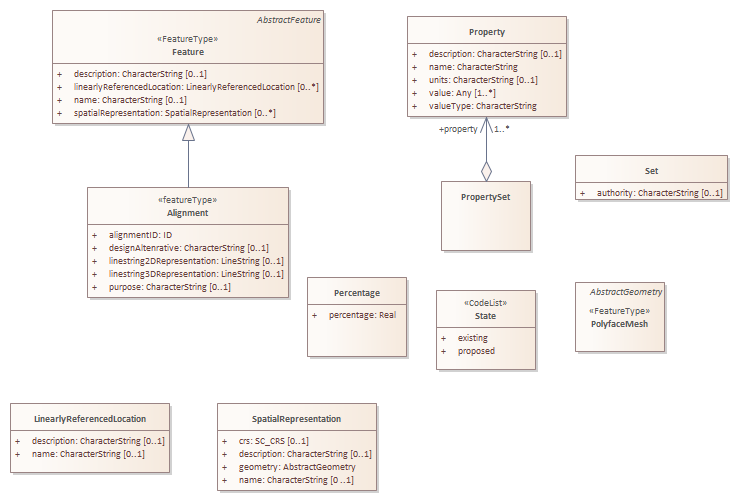 AbstractFeature
«FeatureType»
Feature
+ description: CharacterString [0..1]
+ linearlyReferencedLocation: LinearlyReferencedLocation [0..*]
+ name: CharacterString [0..1]
+ spatialRepresentation: SpatialRepresentation [0..*]
Property
+ description: CharacterString [0..1]
+ name: CharacterString
+ units: CharacterString [0..1]
+ value: Any [1..*]
+ valueType: CharacterString
+property 1..*
«featureType»
Alignment
+ alignmentID: ID
+ designAltenrative: CharacterString [0..1]
+ linestring2DRepresentation: LineString [0..1]
+ linestring3DRepresentation: LineString [0..1]
+ purpose: CharacterString [0..1]
PropertySet
Set
+ authority: CharacterString [0..1]
Percentage
+ percentage: Real
«CodeList»
State
+ existing
+ proposed
AbstractGeometry
«FeatureType»
PolyfaceMesh
LinearlyReferencedLocation
+ description: CharacterString [0..1]
+ name: CharacterString [0..1]
SpatialRepresentation
+ crs: SC_CRS [0..1]
+ description: CharacterString [0..1]
+ geometry: AbstractGeometry
+ name: CharacterString [0 ..1]